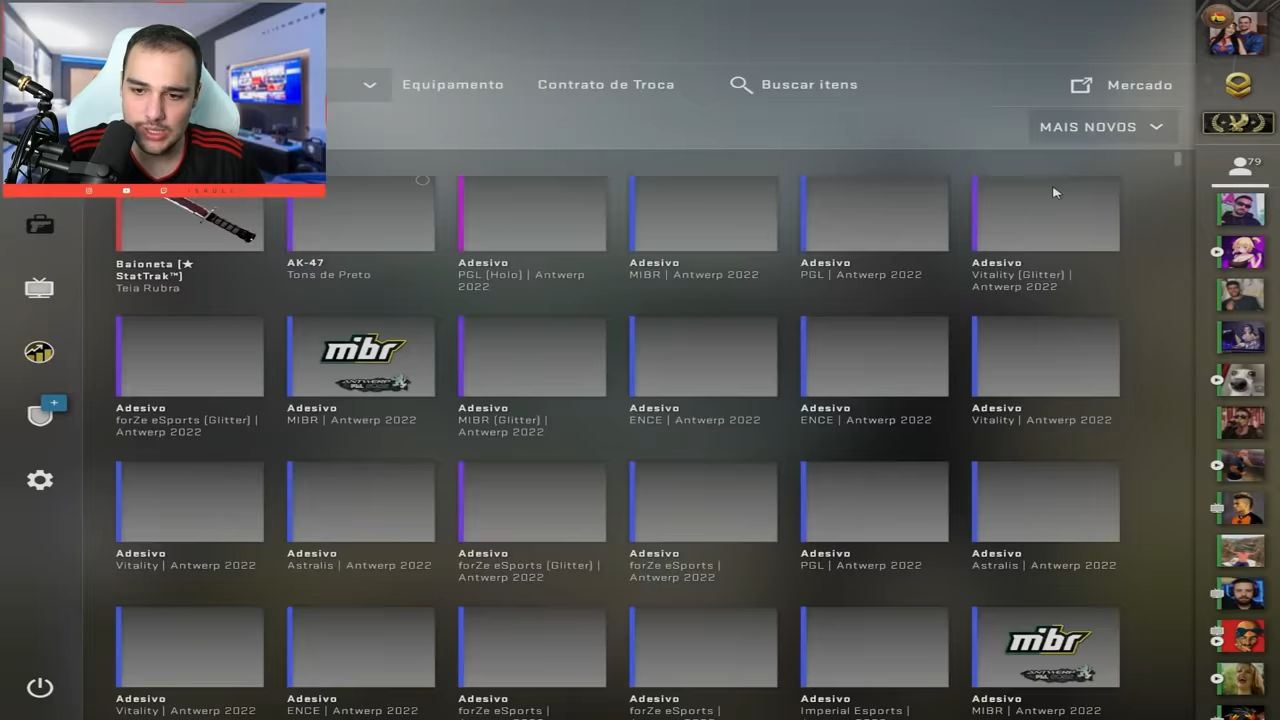 Equipamento
Contrato de Troca
Buscar itens
Mercado
MAIS NOVOS
79
Baioneta [★
StatTrak™]
Teia Rubra
AK-47
Tons de Preto
Adesivo
PGL (Holo) | Antwerp
2022
Adesivo
MIBR | Antwerp 2022
Adesivo
PGL | Antwerp 2022
Adesivo
Vitality (Glitter) |
Antwerp 2022
mibr
ANTWERP
Adesivo
forZe eSports (Glitter) |
Antwerp 2022
Adesivo
MIBR | Antwerp 2022
Adesivo
MIBR (Glitter) |
Antwerp 2022
Adesivo
ENCE | Antwerp 2022
Adesivo
ENCE | Antwerp 2022
Adesivo
Vitality | Antwerp 2022
Adesivo
Vitality | Antwerp 2022
Adesivo
Astralis | Antwerp 2022
Adesivo
forZe eSports (Glitter) |
Antwerp 2022
Adesivo
forZe eSports |
Antwerp 2022
Adesivo
PGL | Antwerp 2022
Adesivo
Astralis | Antwerp 2022
mibr
ANTWERP
Adesivo
Vitality | Antwerp 2022
Adesivo
ENCE | Antwerp 2022
Adesivo
forZe eSports |
Adesivo
forZe eSports |
Adesivo
Imperial Esports |
Adesivo
MIBR | Antwerp 2022